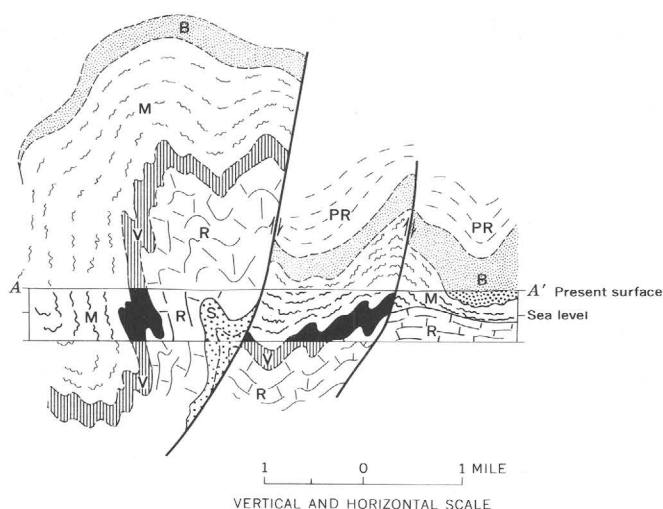 B
M
PR
PR
V
R
B
A
A' Present surface
M
R
S
M
Sea level
R
V
V
R
1 0 1 MILE
VERTICAL AND HORIZONTAL SCALE